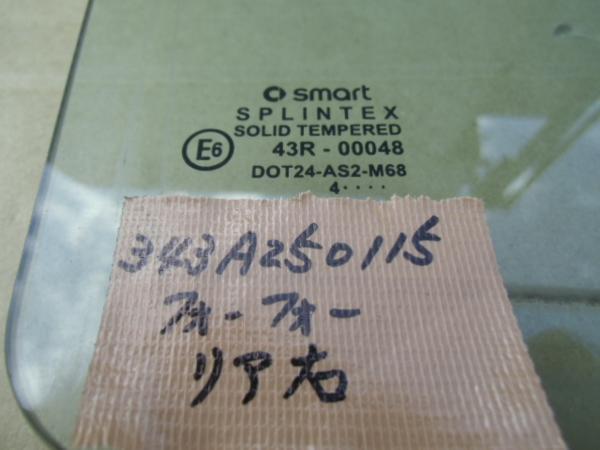 smart
SPLINTEX
SOLID TEMPERED
E6 43R - 00048
DOT24-AS2-M68
4....
343A250115
フォーフォー
リア右